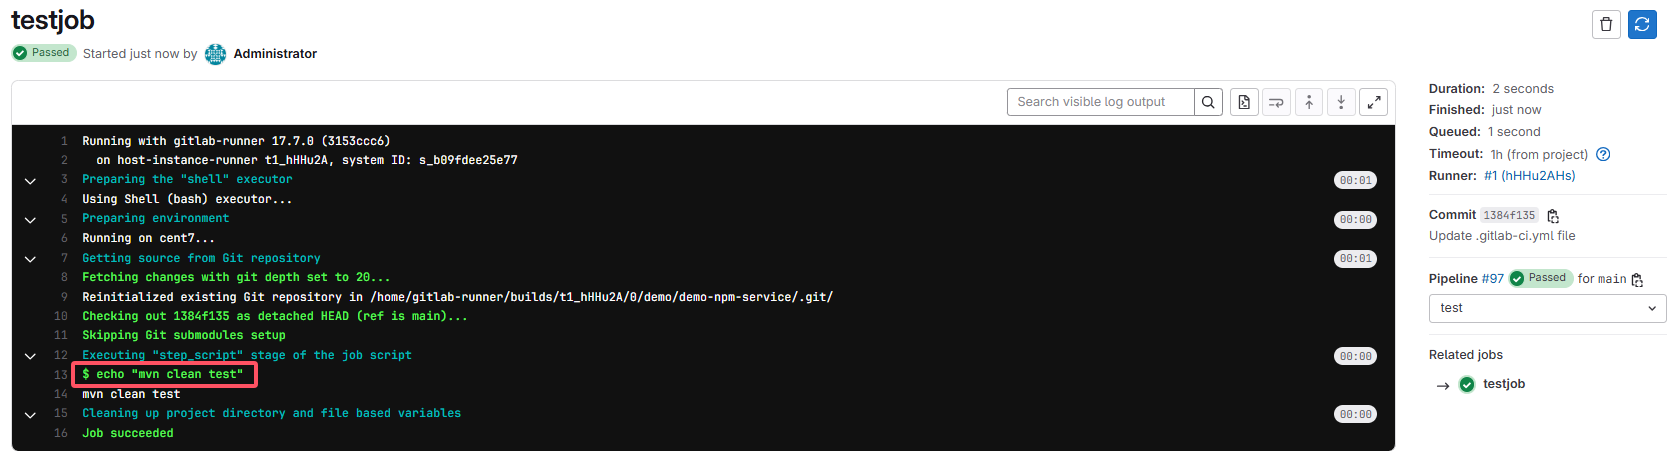 testjob
Passed Started just now by Administrator
Search visible log output
1 Running with gitlab-runner 17.7.0 (3153ccc6)
2 on host-instance-runner t1_hHHu2A, system ID: s_b09fdee25e77
3 Preparing the "shell" executor 00:01
4 Using Shell (bash) executor...
5 Preparing environment 00:00
6 Running on cent7...
7 Getting source from Git repository 00:01
8 Fetching changes with git depth set to 20...
9 Reinitialized existing Git repository in /home/gitlab-runner/builds/t1_hHHu2A/0/demo/demo-npm-service/.git/
10 Checking out 1384f135 as detached HEAD (ref is main)...
11 Skipping Git submodules setup
12 Executing "step_script" stage of the job script 00:00
13 $ echo "mvn clean test"
14 mvn clean test
15 Cleaning up project directory and file based variables 00:00
16 Job succeeded
Duration: 2 seconds
Finished: just now
Queued: 1 second
Timeout: 1h (from project)
Runner: #1 (hHHu2AHs)
Commit 1384f135
Update .gitlab-ci.yml file
Pipeline #97 Passed for main
test
Related jobs
→ testjob